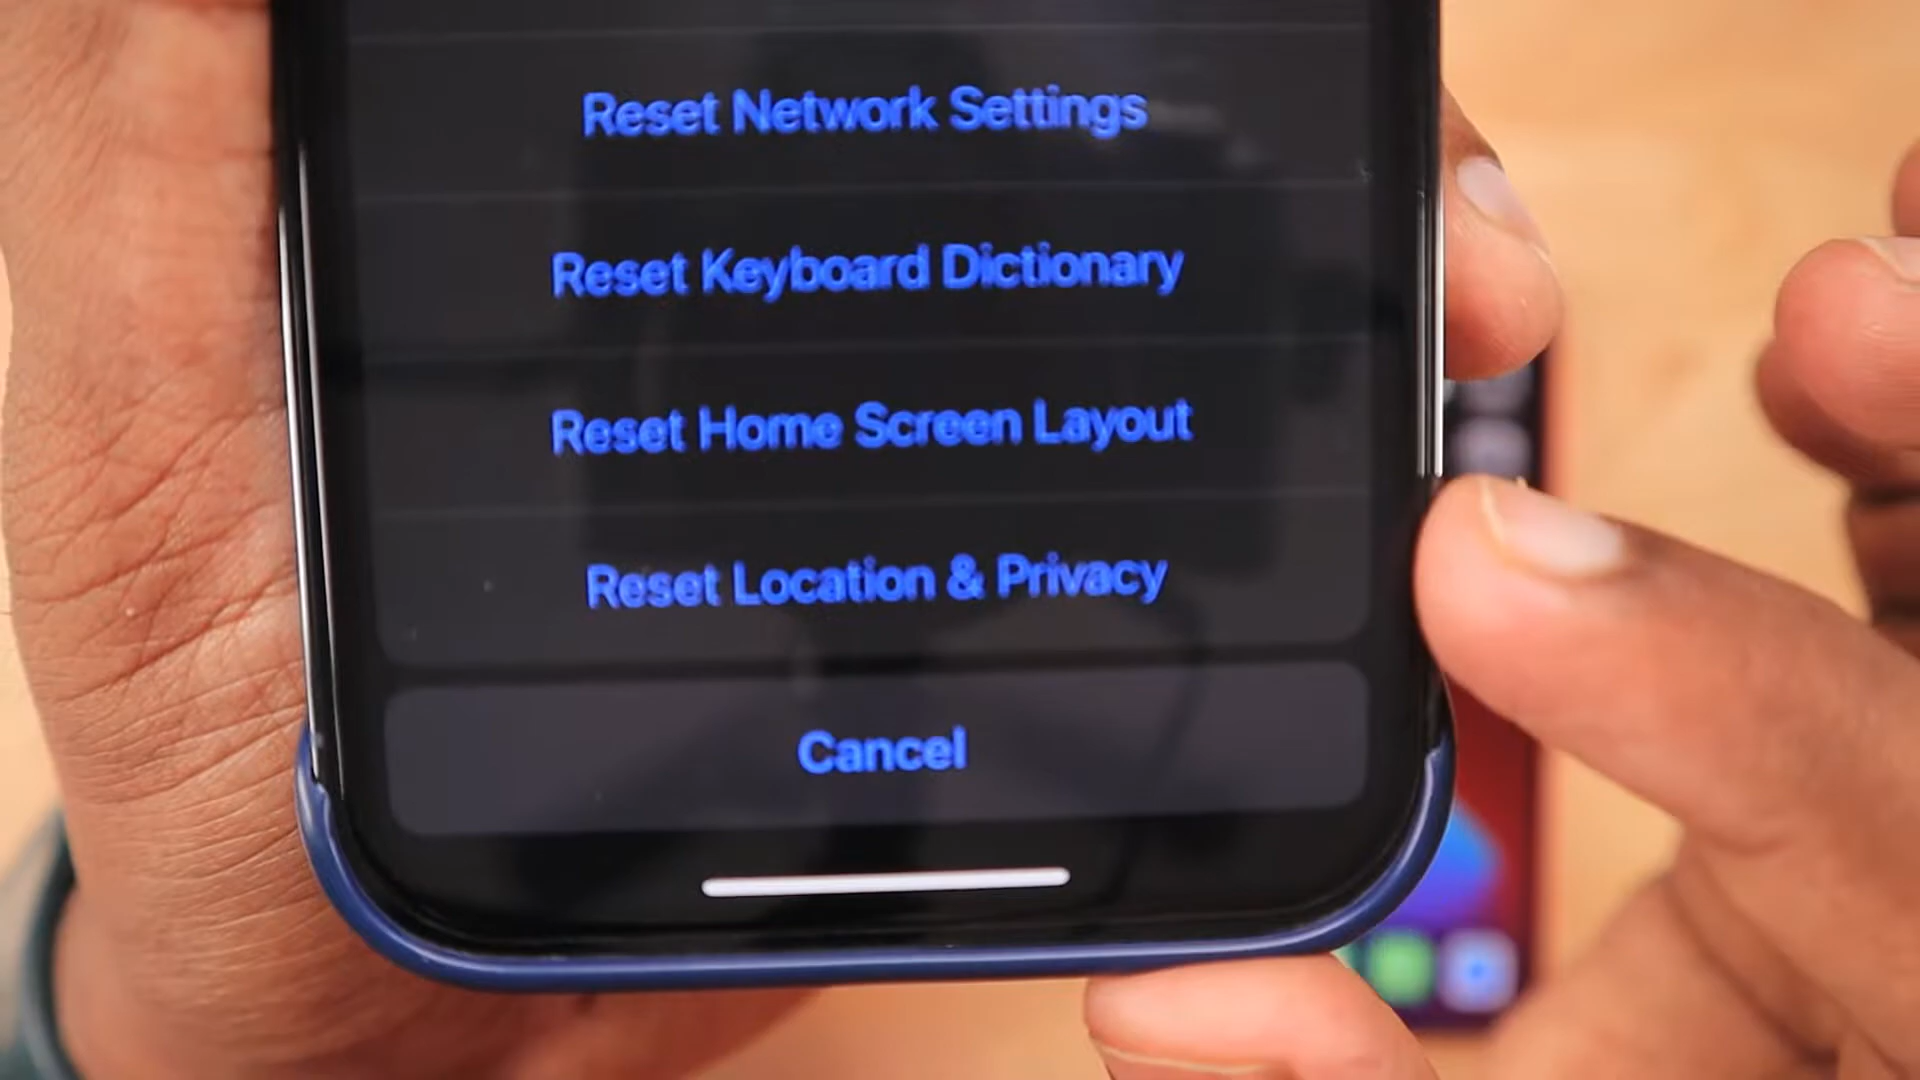 Reset Network Settings
Reset Keyboard Dictionary
Reset Home Screen Layout
Reset Location & Privacy
Cancel